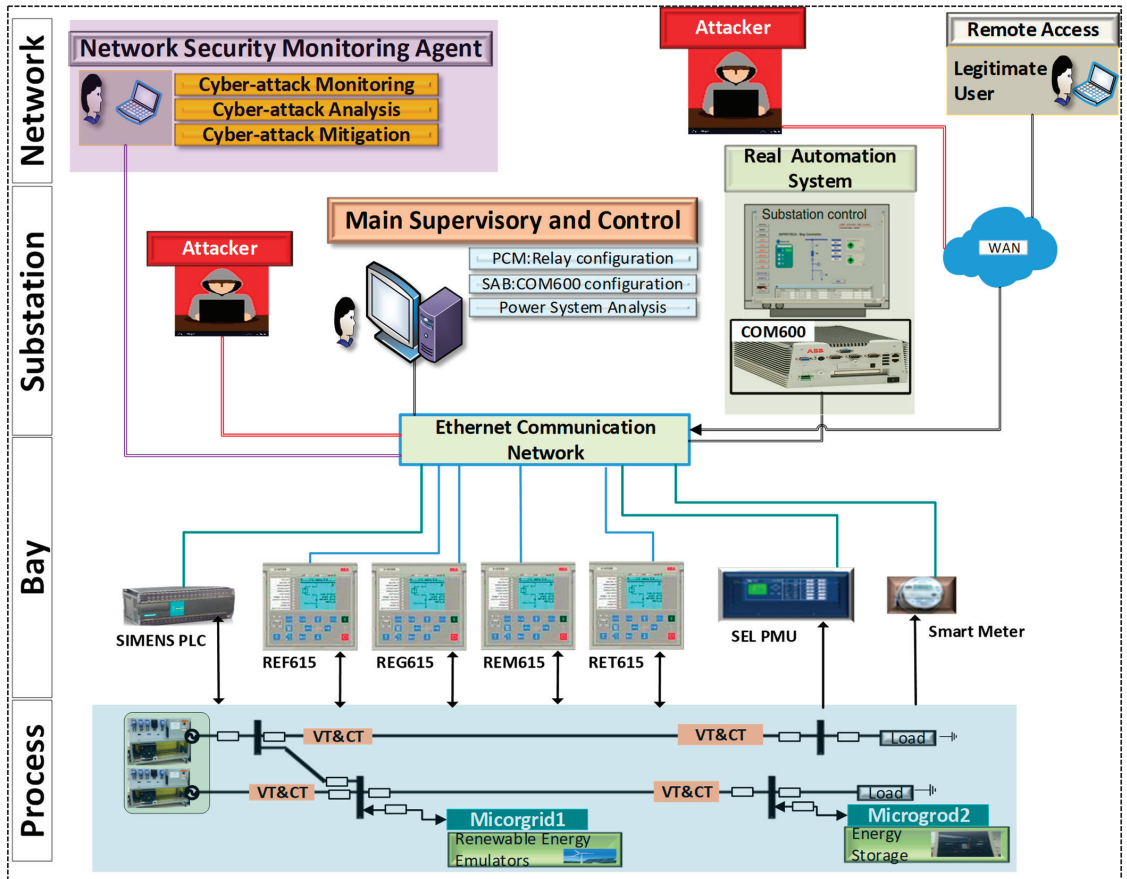 Network
Network Security Monitoring Agent
Cyber-attack Monitoring
Cyber-attack Analysis
Cyber-attack Mitigation
Attacker
Remote Access
Legitimate
User
Substation
Attacker
Main Supervisory and Control
PCM:Relay configuration
SAB:COM600 configuration
Power System Analysis
Real Automation
System
Substation control
COM600
ABB
WAN
Ethernet Communication
Network
Bay
SIMENS PLC
REF615
REG615
REM615
RET615
SEL PMU
Smart Meter
Process
VT&CT
VT&CT
Load
VT&CT
VT&CT
Load
Micorgrid1
Renewable Energy
Emulators
Microgrod2
Energy
Storage